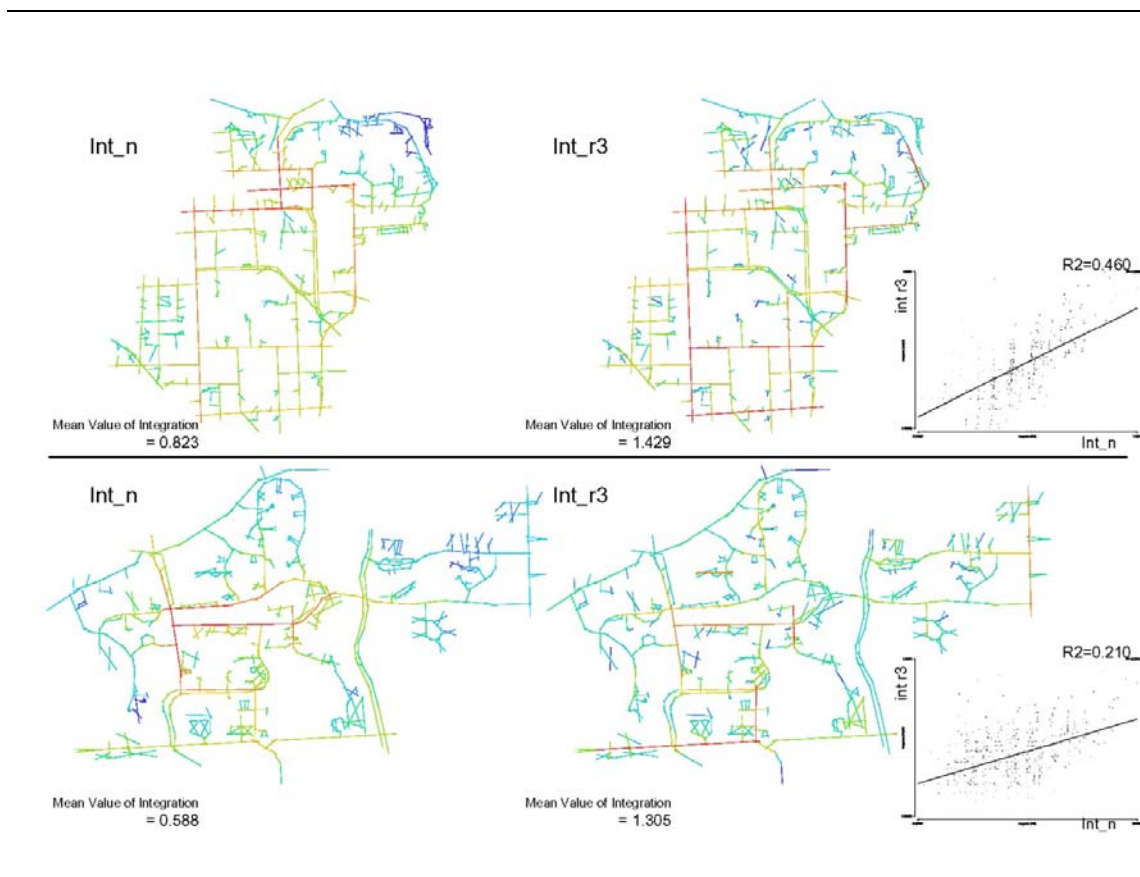 Int_n
Int_r3
R2=0.460
int r3
Int_n
Mean Value of Integration
= 0.823
Mean Value of Integration
= 1.429
Int_n
Int_r3
R2=0.210
int r3
Int_n
Mean Value of Integration
= 0.588
Mean Value of Integration
= 1.305